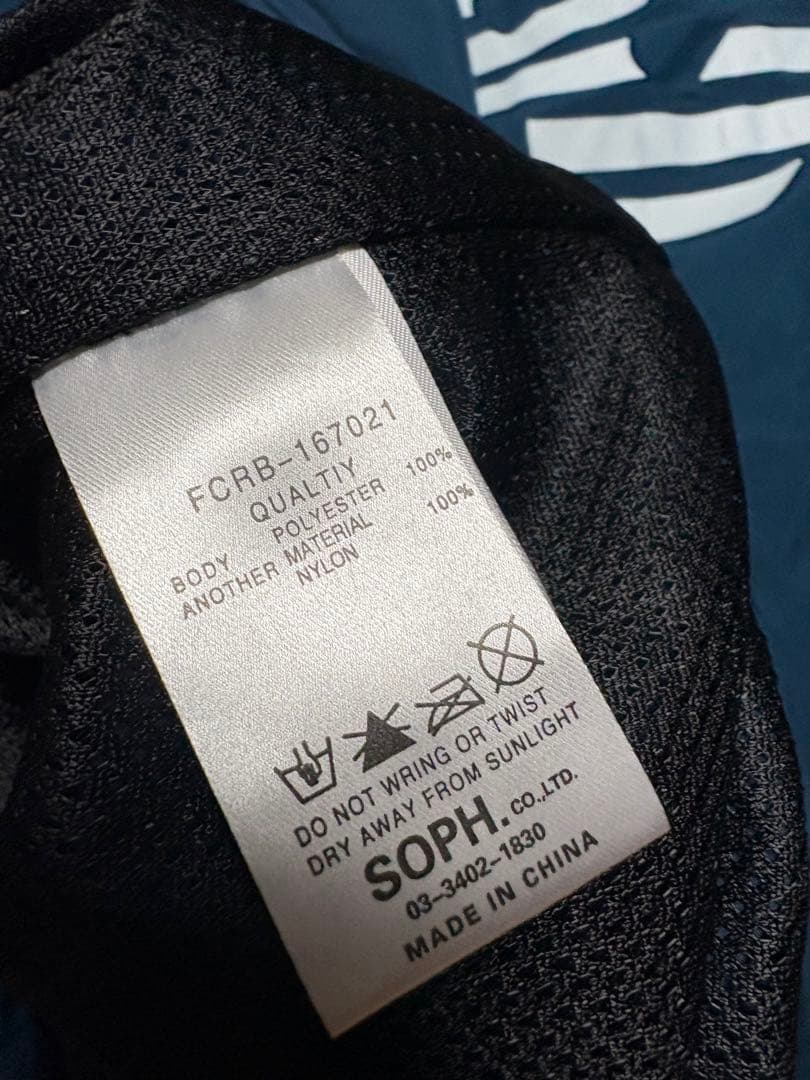 FCRB-167021
QUALTIY
BODY POLYESTER 100%
ANOTHER MATERIAL
NYLON 100%
DO NOT WRING OR TWIST
DRY AWAY FROM SUNLIGHT
SOPH.CO.,LTD.
03-3402-1830
MADE IN CHINA